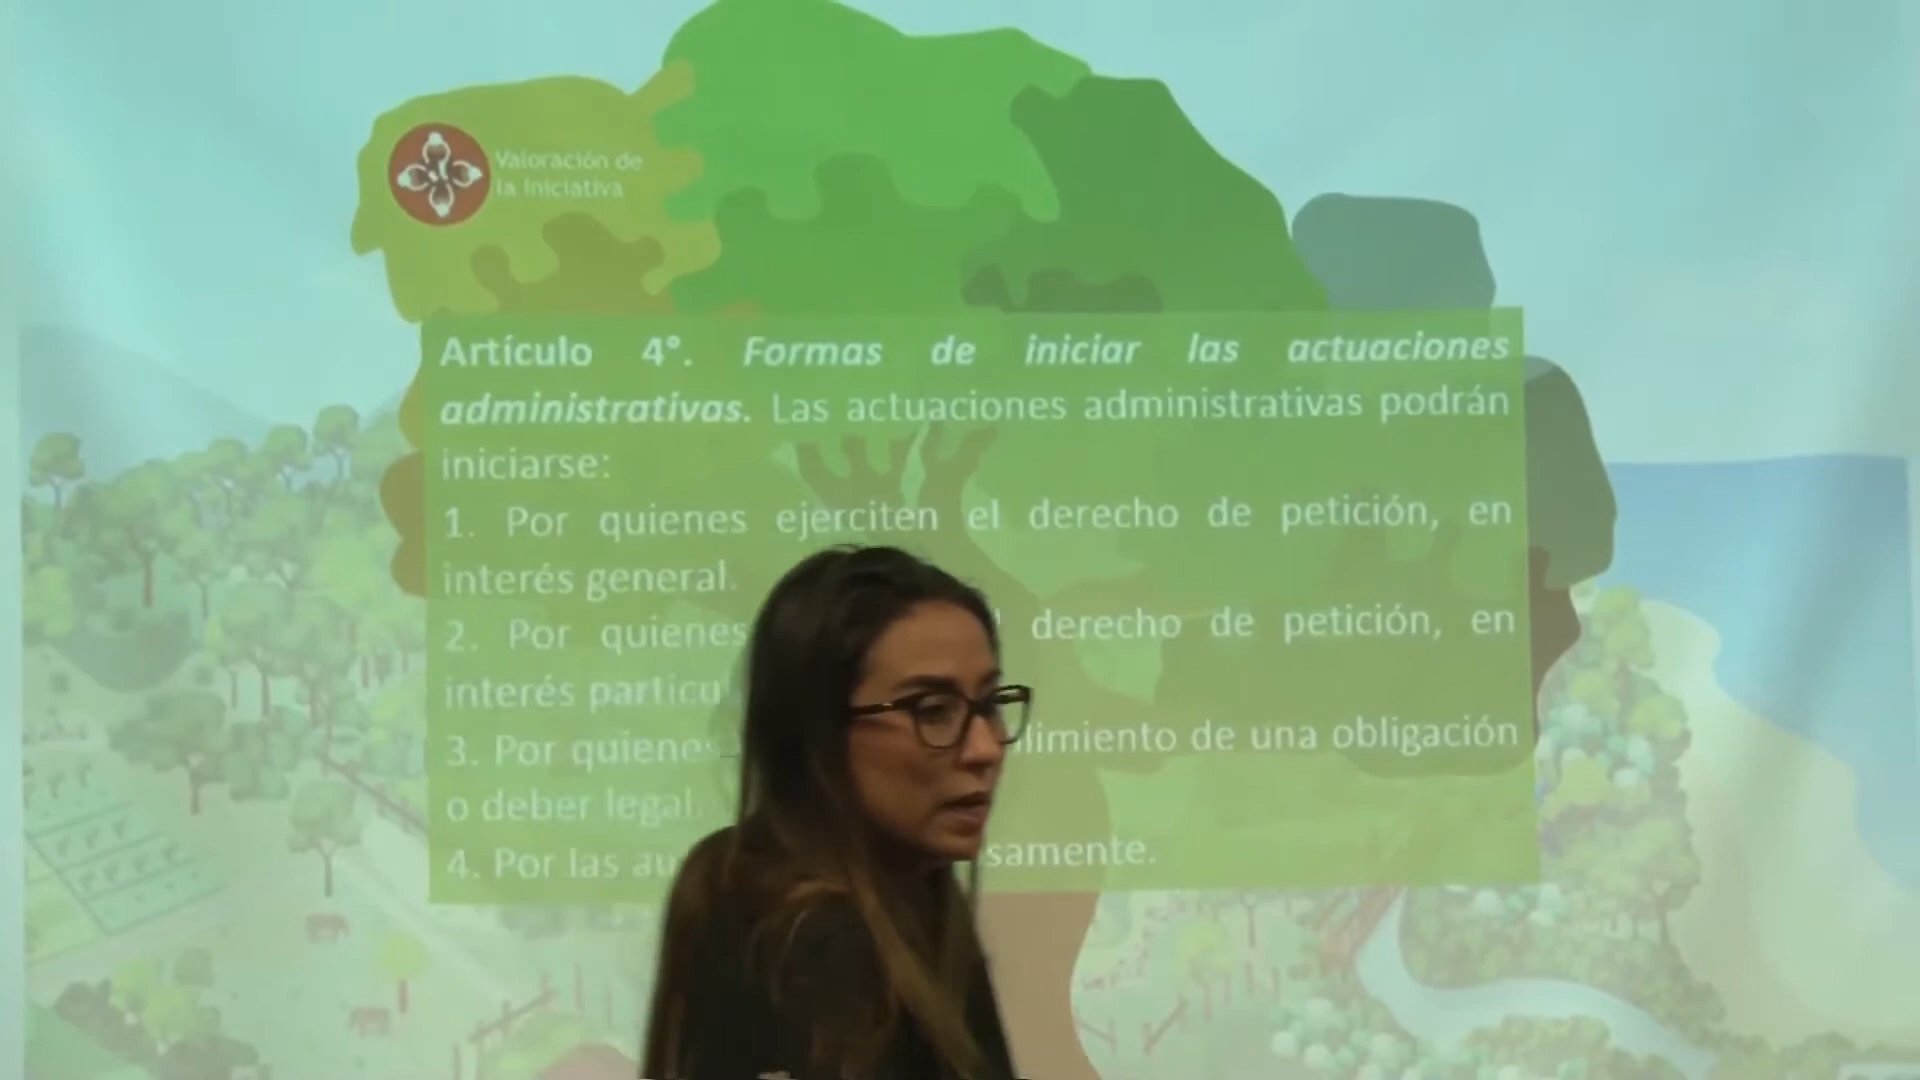 Valoración de
la Iniciativa
Artículo 4°. Formas de iniciar las actuaciones
administrativas. Las actuaciones administrativas podrán
iniciarse:
1. Por quienes ejerciten el derecho de petición, en
interés general.
2. Por quienes derecho de petición, en
interés
3. Por de una obligación
o deber legal.
4. Por las